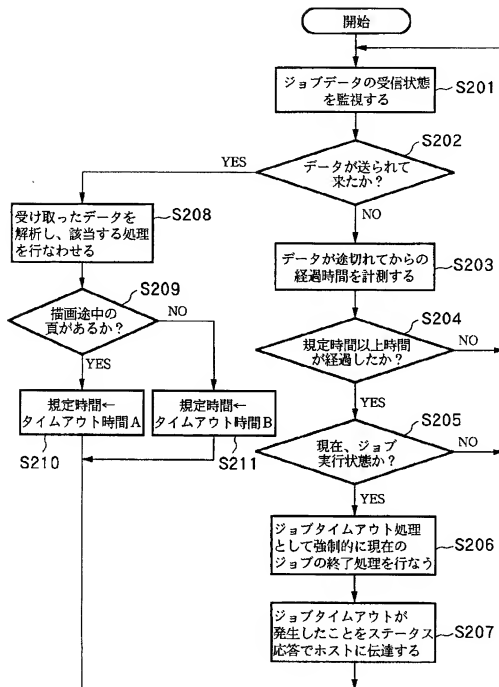 開始
ジョブデータの受信状態
を監視する
S201
S202
データが送られて
来たか？
YES
NO
受け取ったデータを
解析し、該当する処理
を行なわせる
S208
データが途切れてからの
経過時間を計測する
S203
S209
描画途中の
頁があるか？
NO
YES
S204
規定時間以上時間
が経過したか？
NO
YES
規定時間←
タイムアウト時間A
S210
規定時間←
タイムアウト時間B
S211
S205
現在、ジョブ
実行状態か？
NO
YES
ジョブタイムアウト処理
として強制的に現在の
ジョブの終了処理を行なう
S206
ジョブタイムアウトが
発生したことをステータス
応答でホストに伝達する
S207